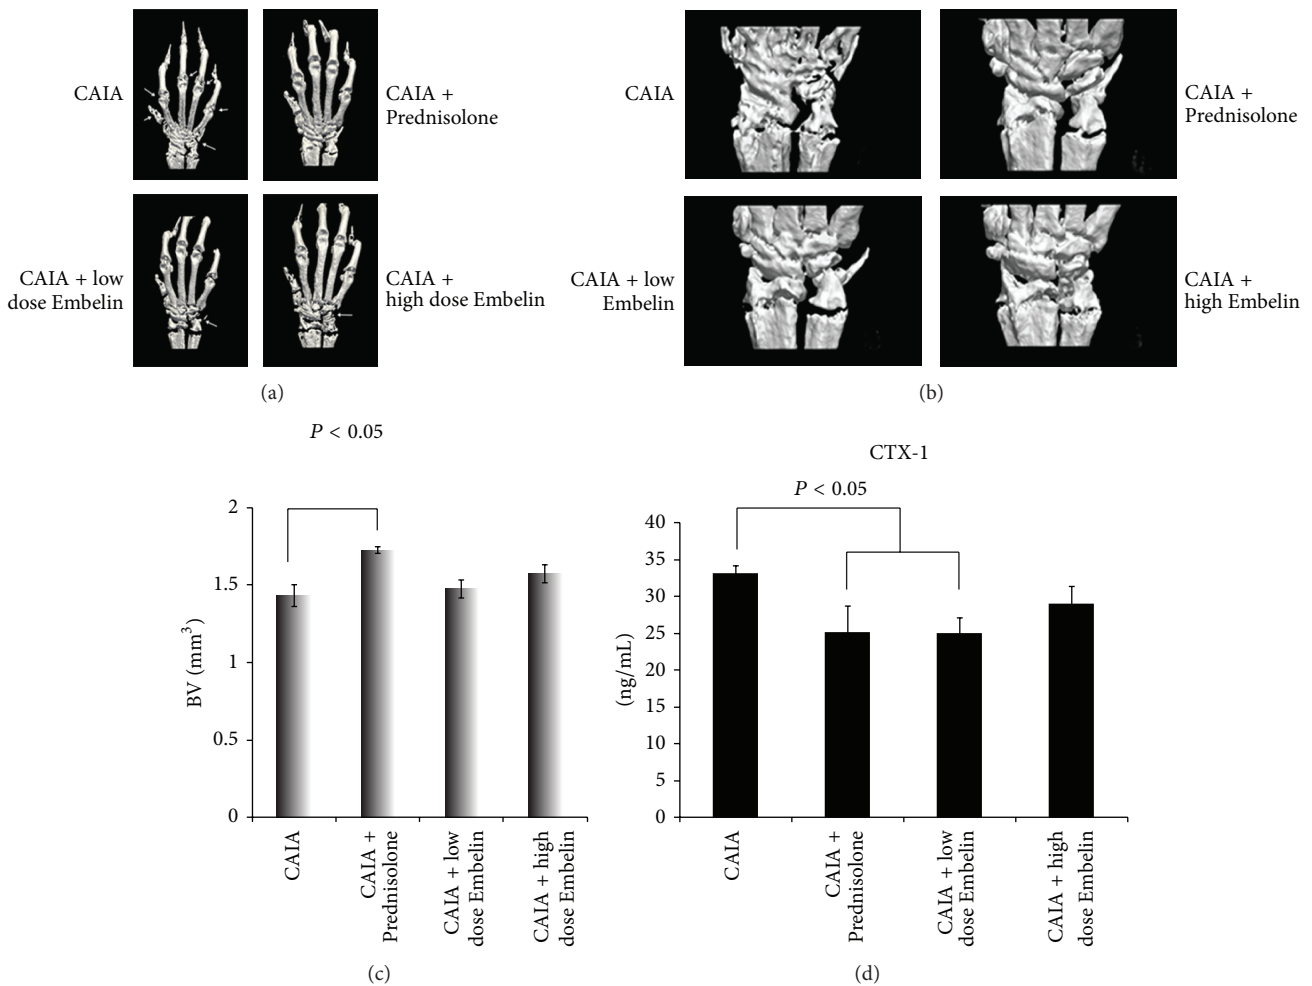 CAIA
CAIA +
Prednisolone
CAIA + low
dose Embelin
CAIA +
high dose Embelin
(a)
CAIA
CAIA +
Prednisolone
CAIA + low
Embelin
CAIA +
high Embelin
(b)
P < 0.05
2
1.5
1
0.5
0
BV (mm³)
CAIA
CAIA +
Prednisolone
CAIA + low
dose Embelin
CAIA + high
dose Embelin
(c)
CTX-1
P < 0.05
40
35
30
25
20
15
10
5
0
(ng/mL)
CAIA
CAIA +
Prednisolone
CAIA + low
dose Embelin
CAIA + high
dose Embelin
(d)